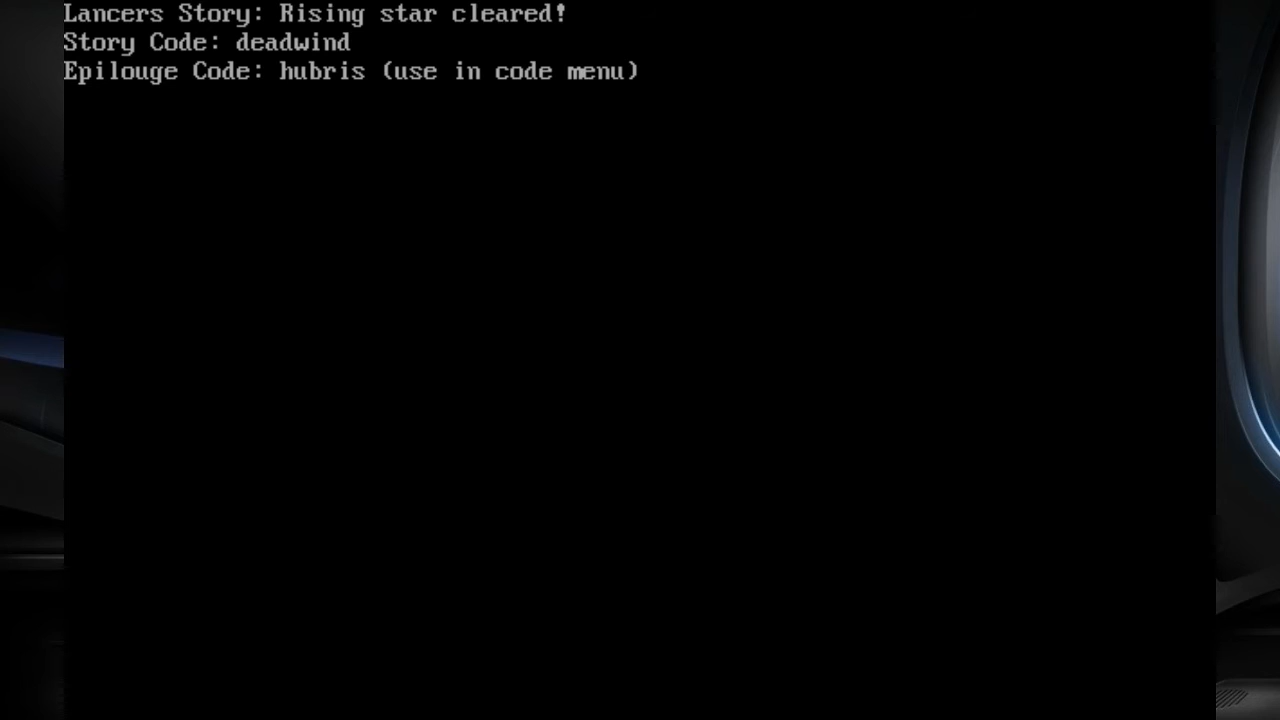 Lancers Story: Rising star cleared!
Story Code: deadwind
Epilouge Code: hubris (use in code menu)